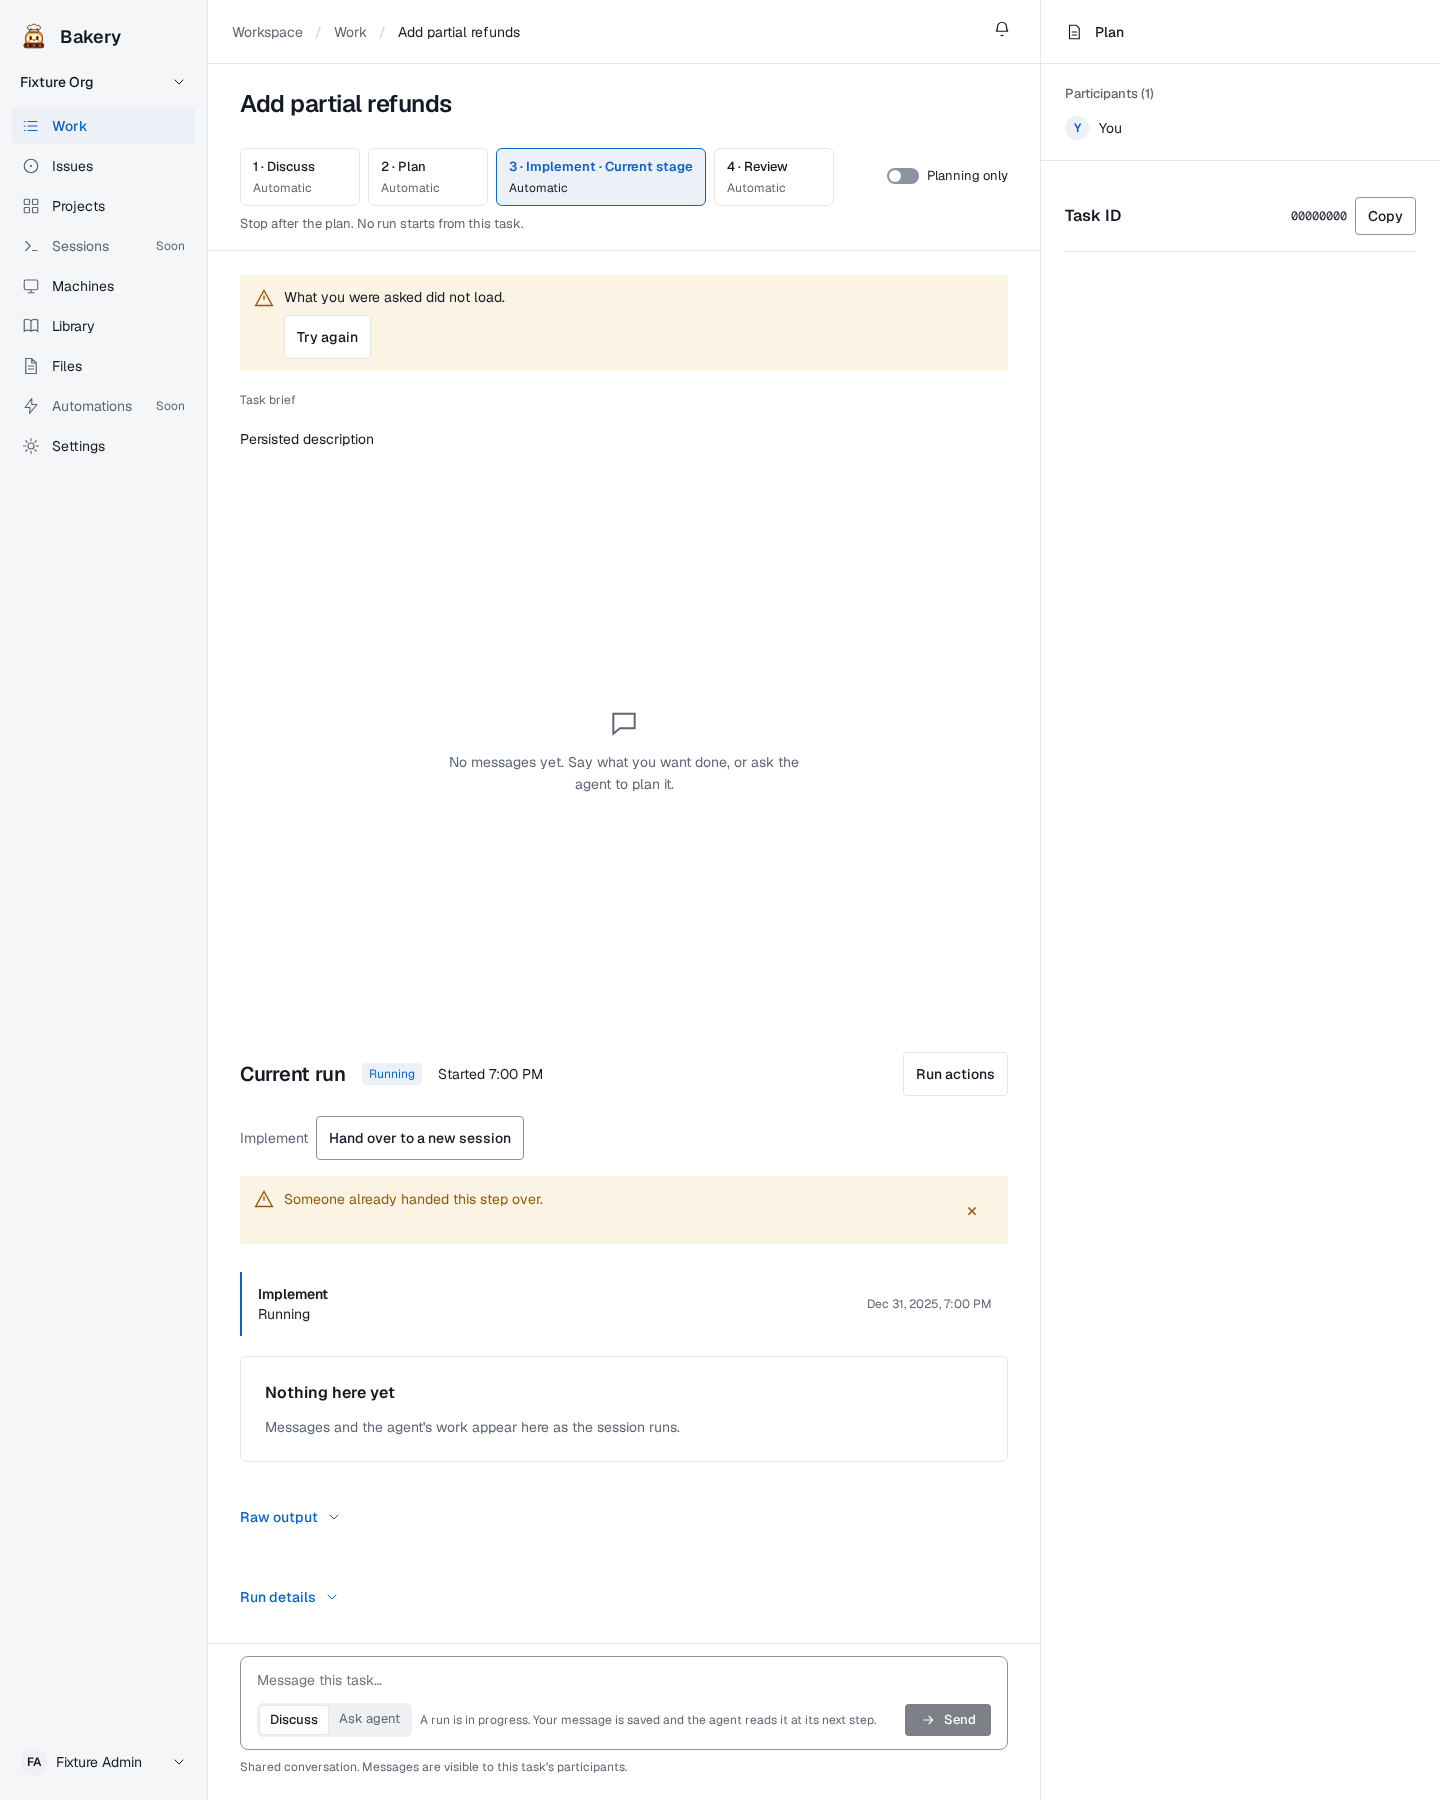 Bakery
Fixture Org
Work
Issues
Projects
Sessions Soon
Machines
Library
Files
Automations Soon
Settings
FA Fixture Admin
Workspace / Work / Add partial refunds
Add partial refunds
1 · Discuss
Automatic
2 · Plan
Automatic
3 · Implement · Current stage
Automatic
4 · Review
Automatic
Planning only
Stop after the plan. No run starts from this task.
What you were asked did not load.
Try again
Task brief
Persisted description
No messages yet. Say what you want done, or ask the
agent to plan it.
Current run Running Started 7:00 PM Run actions
Implement Hand over to a new session
Someone already handed this step over.
Implement
Running
Dec 31, 2025, 7:00 PM
Nothing here yet
Messages and the agent's work appear here as the session runs.
Raw output
Run details
Message this task…
Discuss Ask agent A run is in progress. Your message is saved and the agent reads it at its next step. Send
Shared conversation. Messages are visible to this task's participants.
Plan
Participants (1)
Y You
Task ID 00000000 Copy